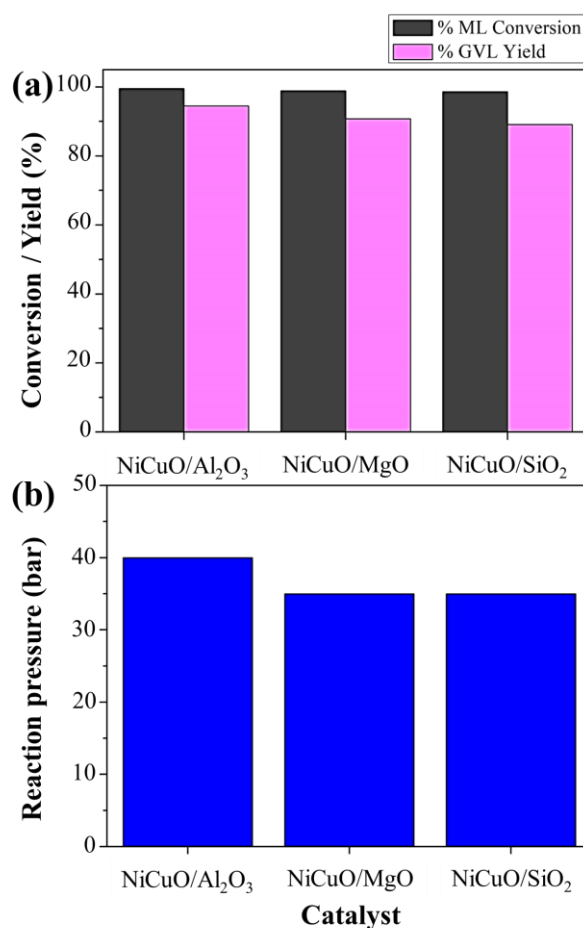 % ML Conversion
% GVL Yield
(a)
Conversion / Yield (%)
100
80
60
40
20
0
NiCuO/Al₂O₃ NiCuO/MgO NiCuO/SiO₂
(b)
Reaction pressure (bar)
50
40
30
20
10
0
NiCuO/Al₂O₃ NiCuO/MgO NiCuO/SiO₂
Catalyst